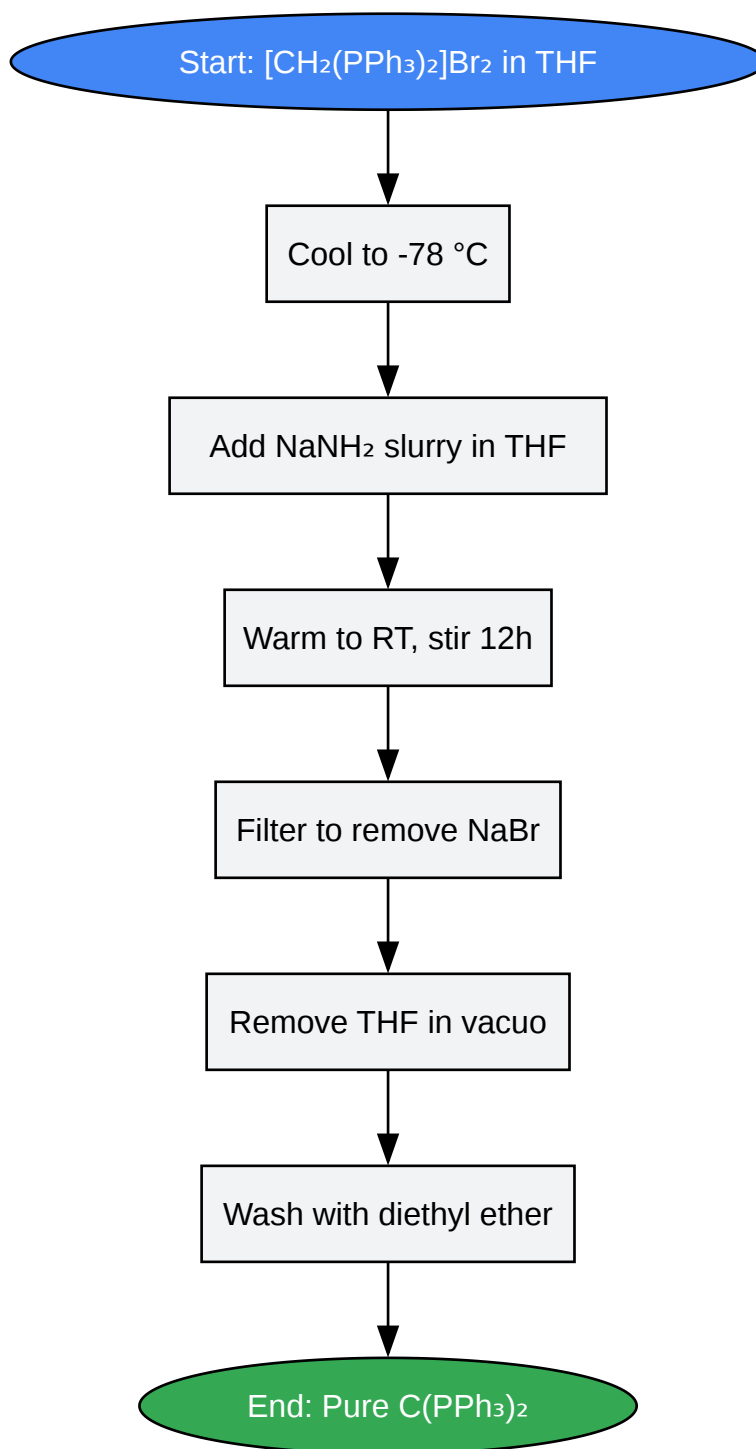 Start: [CH₂(PPh₃)₂]Br₂ in THF
Cool to -78 °C
Add NaNH₂ slurry in THF
Warm to RT, stir 12h
Filter to remove NaBr
Remove THF in vacuo
Wash with diethyl ether
End: Pure C(PPh₃)₂